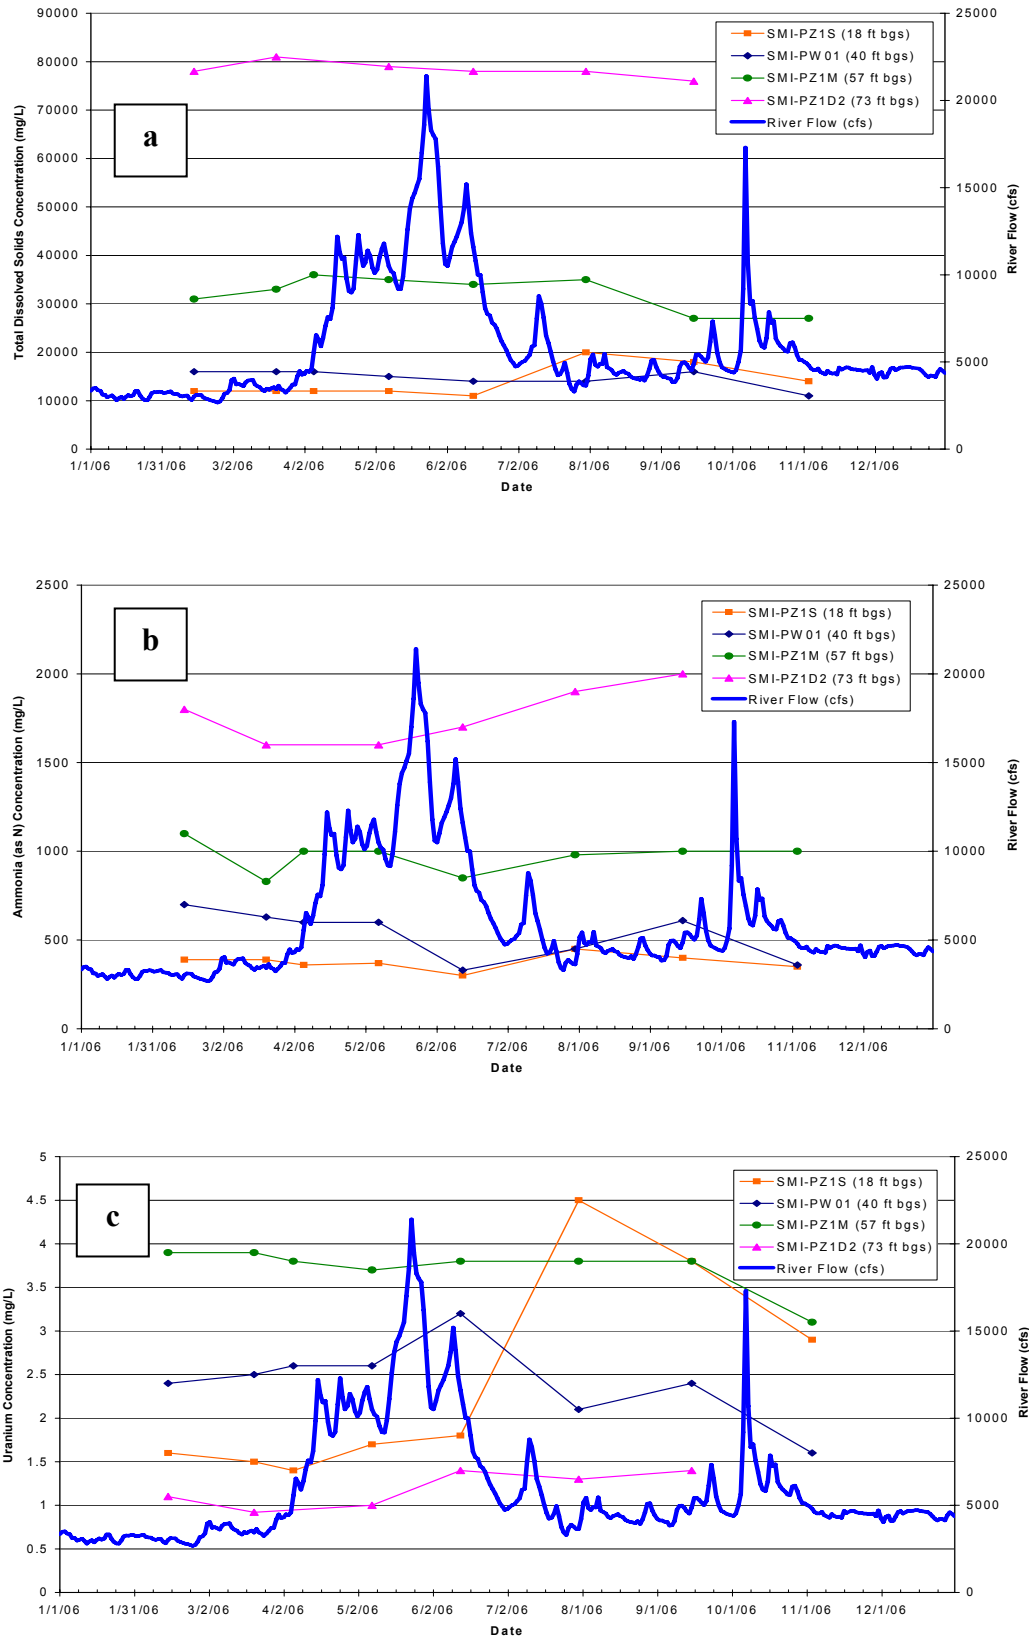 a
SMI-PZ1S (18 ft bgs)
SMI-PW01 (40 ft bgs)
SMI-PZ1M (57 ft bgs)
SMI-PZ1D2 (73 ft bgs)
River Flow (cfs)
Total Dissolved Solids Concentration (mg/L)
90000
80000
70000
60000
50000
40000
30000
20000
10000
0
25000
20000
15000
10000
5000
0
River Flow (cfs)
1/1/06 1/31/06 3/2/06 4/2/06 5/2/06 6/2/06 7/2/06 8/1/06 9/1/06 10/1/06 11/1/06 12/1/06
Date
b
SMI-PZ1S (18 ft bgs)
SMI-PW01 (40 ft bgs)
SMI-PZ1M (57 ft bgs)
SMI-PZ1D2 (73 ft bgs)
River Flow (cfs)
Ammonia (as N) Concentration (mg/L)
2500
2000
1500
1000
500
0
25000
20000
15000
10000
5000
0
River Flow (cfs)
1/1/06 1/31/06 3/2/06 4/2/06 5/2/06 6/2/06 7/2/06 8/1/06 9/1/06 10/1/06 11/1/06 12/1/06
Date
c
SMI-PZ1S (18 ft bgs)
SMI-PW01 (40 ft bgs)
SMI-PZ1M (57 ft bgs)
SMI-PZ1D2 (73 ft bgs)
River Flow (cfs)
Uranium Concentration (mg/L)
5
4.5
4
3.5
3
2.5
2
1.5
1
0.5
0
25000
20000
15000
10000
5000
0
River Flow (cfs)
1/1/06 1/31/06 3/2/06 4/2/06 5/2/06 6/2/06 7/2/06 8/1/06 9/1/06 10/1/06 11/1/06 12/1/06
Date